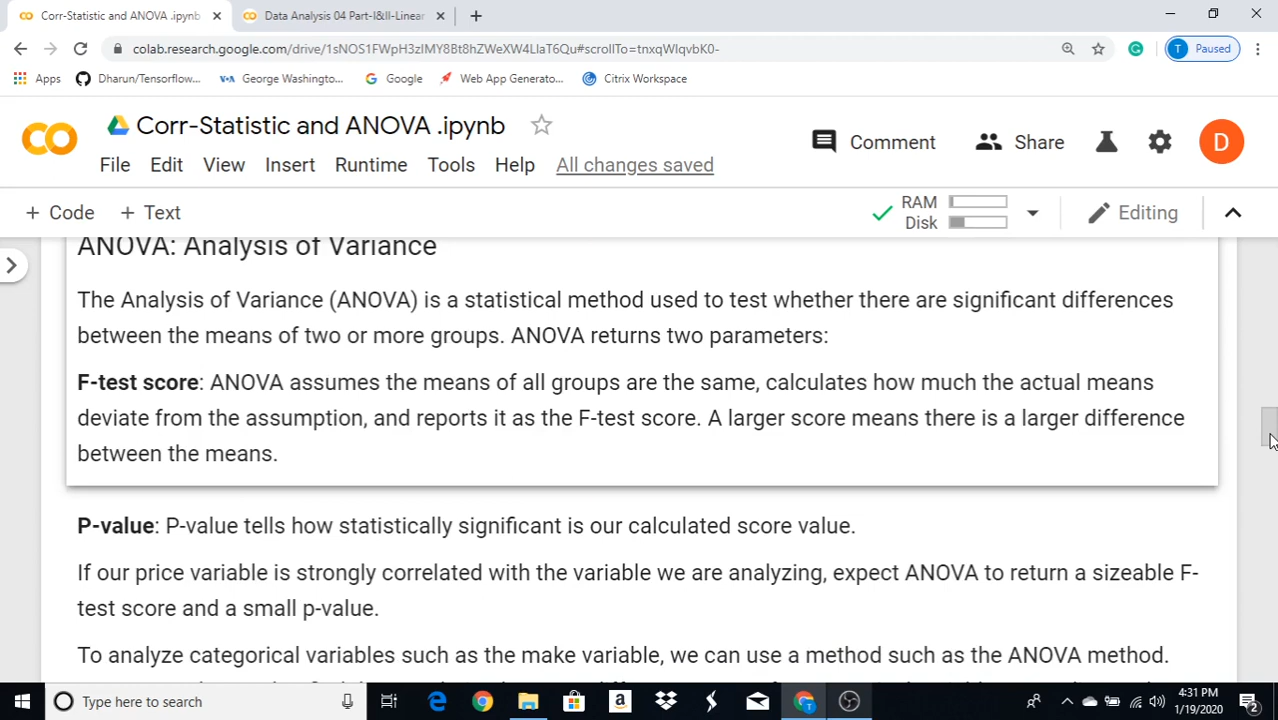 Corr-Statistic and ANOVA .ipynb
Data Analysis 04 Part-I&II-Linear
colab.research.google.com/drive/1sNOS1FWpH3zIMY8Bt8hZWeXW4LIaT6Qu#scrollTo=tnxqWIqvbK0-
T Paused
Apps Dharun/Tensorflow... George Washingto... Google Web App Generato... Citrix Workspace
Corr-Statistic and ANOVA .ipynb
Comment Share D
File Edit View Insert Runtime Tools Help All changes saved
+ Code + Text
RAM
Disk
Editing
ANOVA: Analysis of Variance
The Analysis of Variance (ANOVA) is a statistical method used to test whether there are significant differences
between the means of two or more groups. ANOVA returns two parameters:
F-test score: ANOVA assumes the means of all groups are the same, calculates how much the actual means
deviate from the assumption, and reports it as the F-test score. A larger score means there is a larger difference
between the means.
P-value: P-value tells how statistically significant is our calculated score value.
If our price variable is strongly correlated with the variable we are analyzing, expect ANOVA to return a sizeable F-
test score and a small p-value.
To analyze categorical variables such as the make variable, we can use a method such as the ANOVA method.
Type here to search
4:31 PM
1/19/2020
2